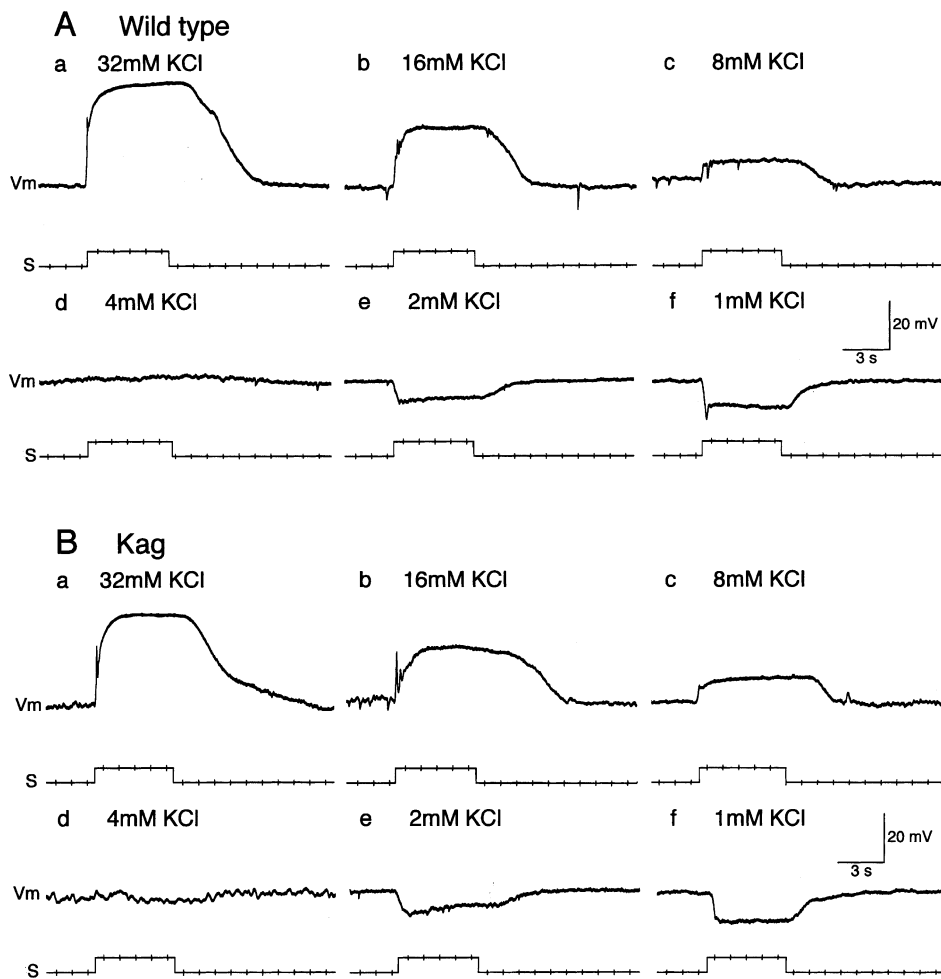 A Wild type
a 32mM KCl
b 16mM KCl
c 8mM KCl
Vm
S
d 4mM KCl
e 2mM KCl
f 1mM KCl
20 mV
3 s
Vm
S
B Kag
a 32mM KCl
b 16mM KCl
c 8mM KCl
Vm
S
d 4mM KCl
e 2mM KCl
f 1mM KCl
20 mV
3 s
Vm
S